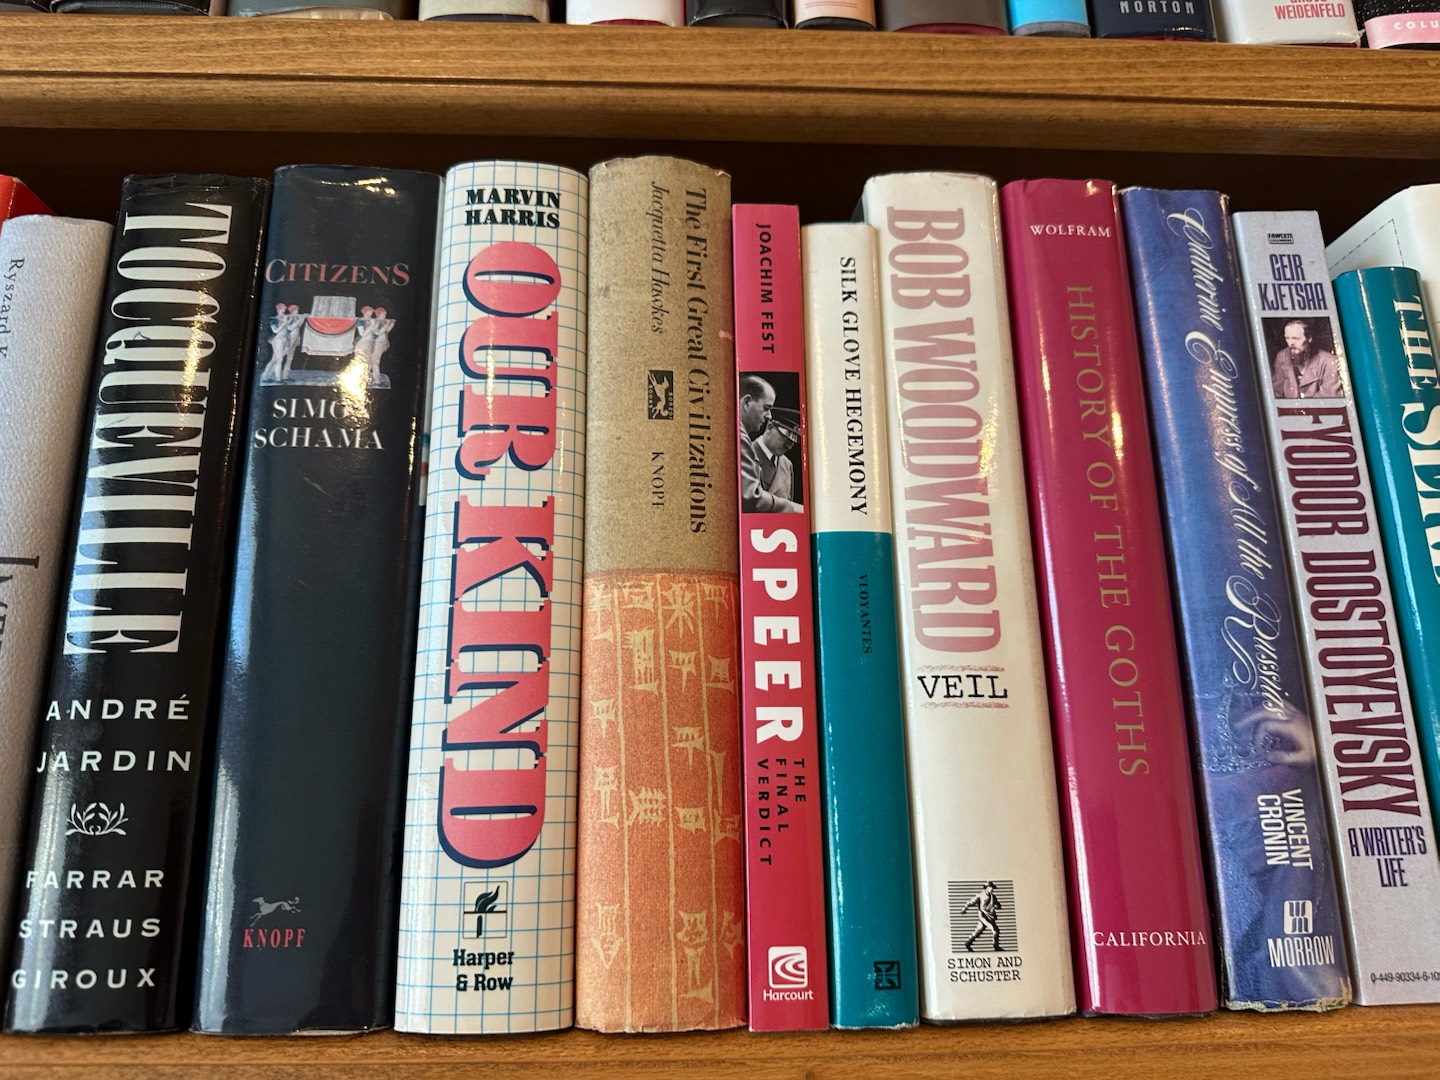 NORTON
WEIDENFELD
COLU
Ryszard K
TOCQUEVILLE
ANDRÉ
JARDIN
FARRAR
STRAUS
GIROUX
CITIZENS
SIMON
SCHAMA
KNOPF
MARVIN
HARRIS
OUR KIND
Harper
& Row
The First Great Civilizations
Jacquetta Hawkes
KNOPF
JOACHIM FEST
SPEER
THE
FINAL
VERDICT
Harcourt
SILK GLOVE HEGEMONY
VLOYANTES
BOB WOODWARD
VEIL
SIMON AND
SCHUSTER
WOLFRAM
HISTORY OF THE GOTHS
CALIFORNIA
Catherine Empress of All the Russias
VINCENT
CRONIN
MORROW
FAWCETT
GEIR
KJETSAA
FYODOR DOSTOYEVSKY
A WRITER'S
LIFE
THE